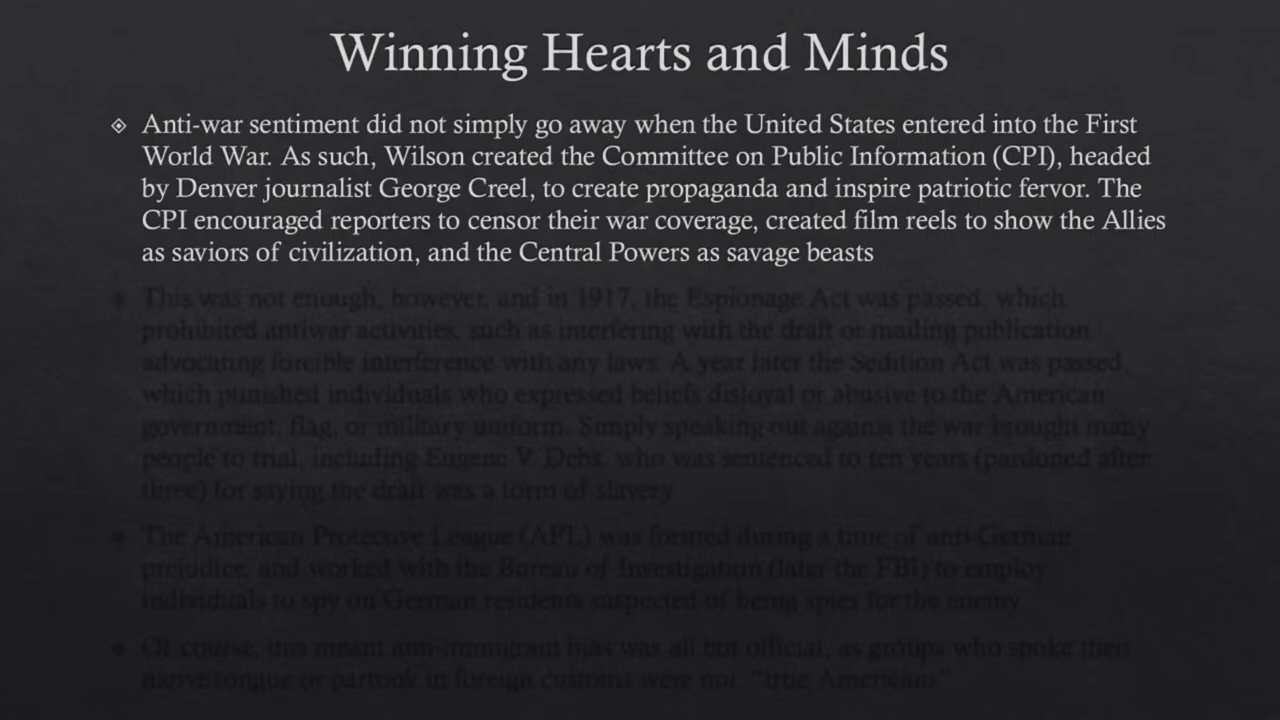 Winning Hearts and Minds
Anti-war sentiment did not simply go away when the United States entered into the First
World War. As such, Wilson created the Committee on Public Information (CPI), headed
by Denver journalist George Creel, to create propaganda and inspire patriotic fervor. The
CPI encouraged reporters to censor their war coverage, created film reels to show the Allies
as saviors of civilization, and the Central Powers as savage beasts
This was not enough, however, and in 1917, the Espionage Act was passed, which
prohibited antiwar activities, such as interfering with the draft or mailing publication
advocating forcible interference with any laws. A year later the Sedition Act was passed,
which punished individuals who expressed beliefs disloyal or abusive to the American
government, flag, or military uniform. Simply speaking out against the war brought many
people to trial, including Eugene V. Debs, who was sentenced to ten years (pardoned after
three) for saying the draft was a form of slavery
The American Protective League (APL) was formed during a time of anti-German
prejudice, and worked with the Bureau of Investigation (later the FBI) to employ
individuals to spy on German residents suspected of being spies for the enemy
Of course, this meant anti-immigrant bias was all but official, as groups who spoke their
native tongue or partook in foreign customs were not "true Americans"